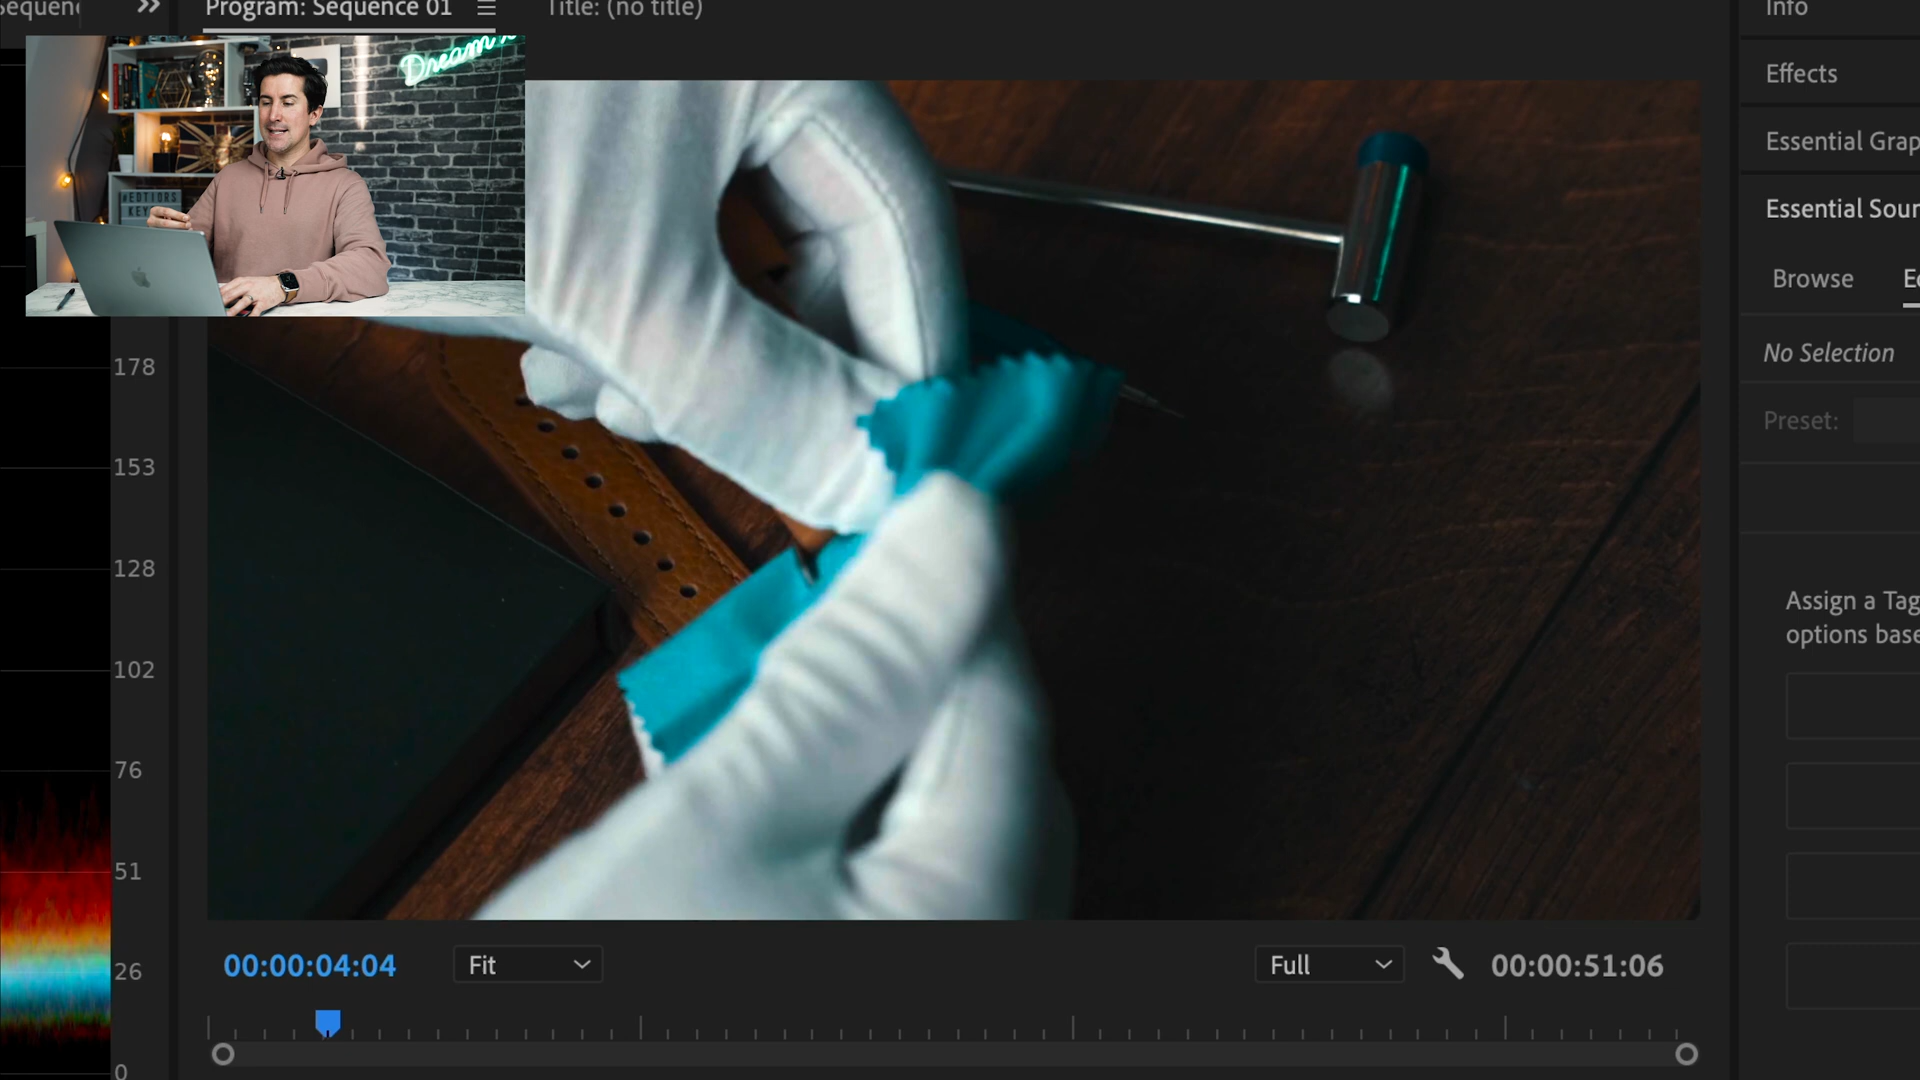 Program: Sequence 01
Title: (no title)
Info
Effects
Essential Grap
Essential Soun
Browse
No Selection
Preset:
Assign a Tag
options base
178
153
128
102
76
51
26
0
00:00:04:04
Fit
Full
00:00:51:06